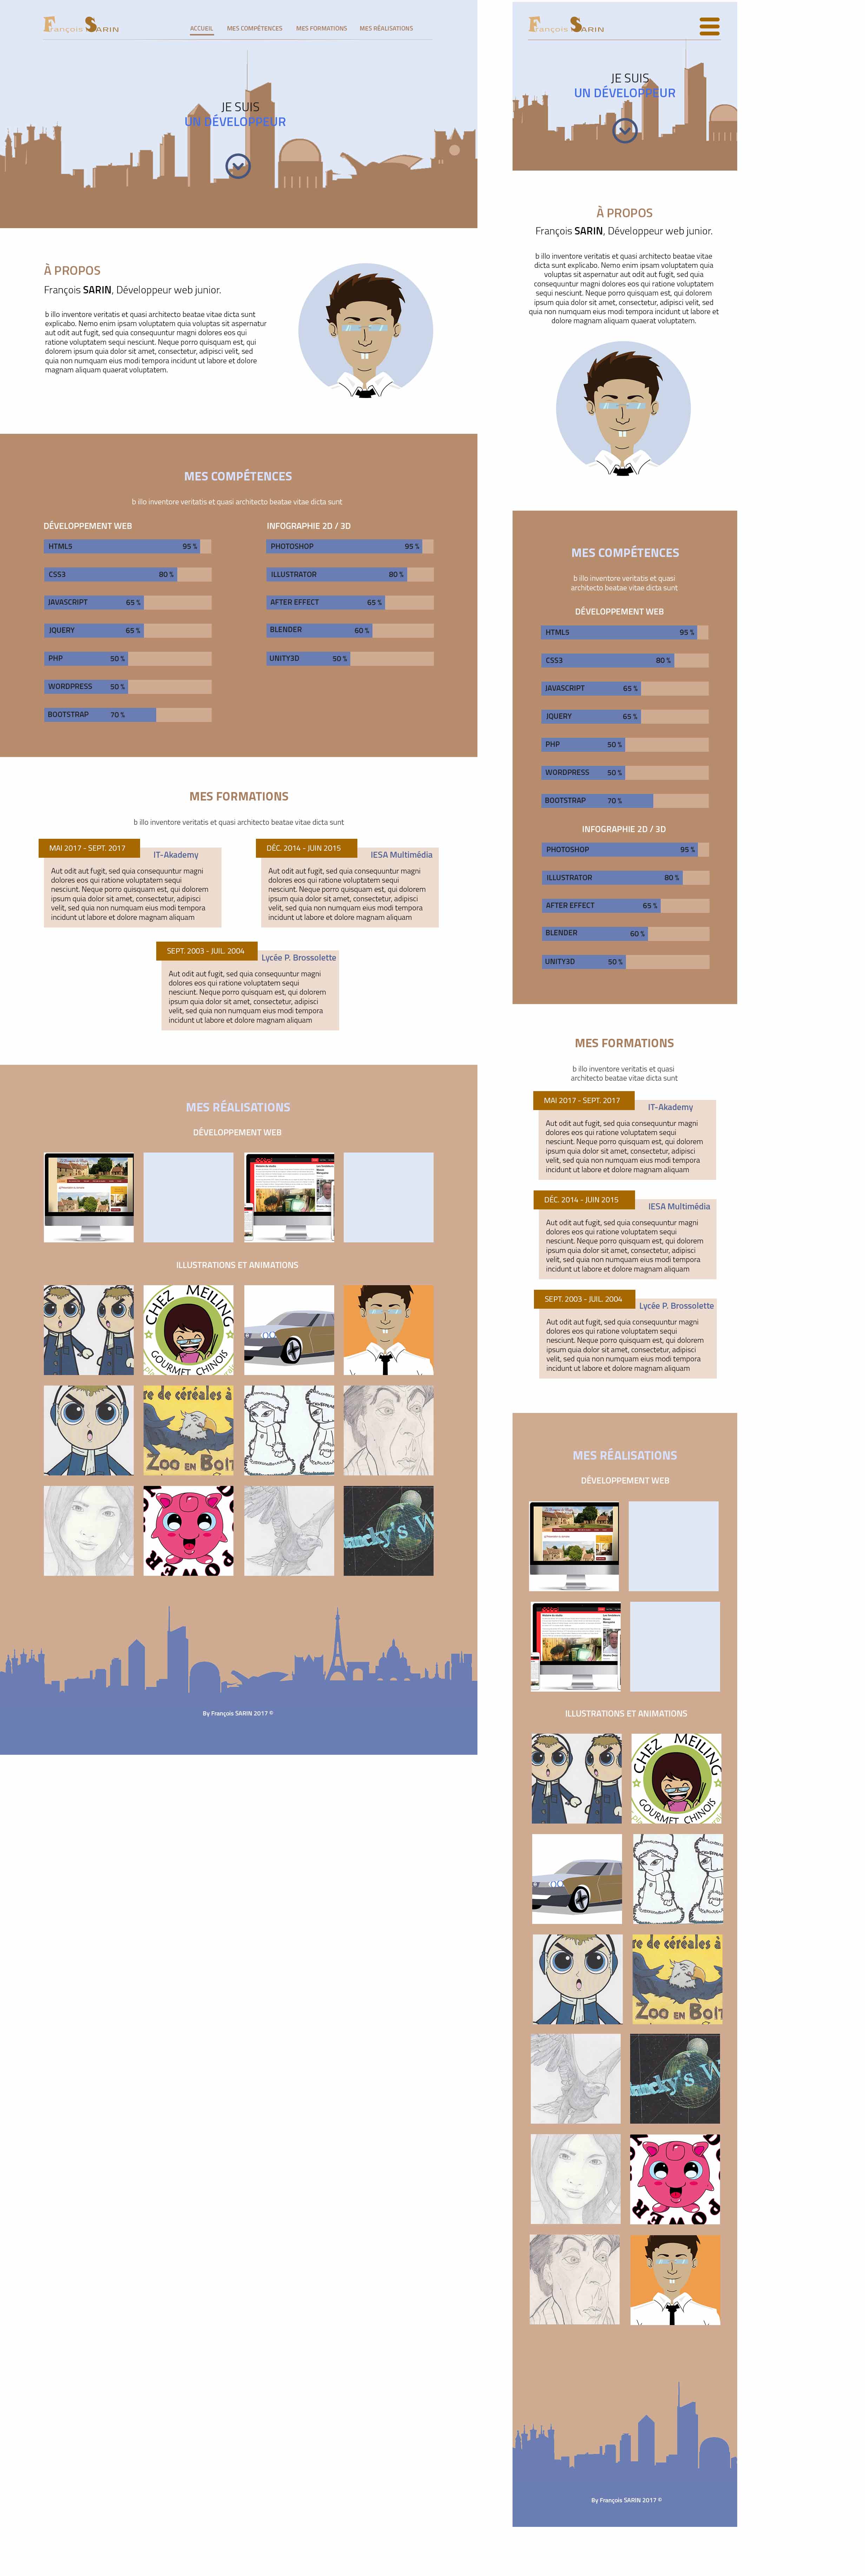 François SARIN
ACCUEIL MES COMPÉTENCES MES FORMATIONS MES RÉALISATIONS
JE SUIS
UN DÉVELOPPEUR
À PROPOS
François SARIN, Développeur web junior.
b illo inventore veritatis et quasi architecto beatae vitae dicta sunt
explicabo. Nemo enim ipsam voluptatem quia voluptas sit aspernatur
aut odit aut fugit, sed quia consequuntur magni dolores eos qui
ratione voluptatem sequi nesciunt. Neque porro quisquam est, qui
dolorem ipsum quia dolor sit amet, consectetur, adipisci velit, sed
quia non numquam eius modi tempora incidunt ut labore et dolore
magnam aliquam quaerat voluptatem.
MES COMPÉTENCES
b illo inventore veritatis et quasi architecto beatae vitae dicta sunt
DÉVELOPPEMENT WEB
HTML5 95 %
CSS3 80 %
JAVASCRIPT 65 %
JQUERY 65 %
PHP 50 %
WORDPRESS 50 %
BOOTSTRAP 70 %
INFOGRAPHIE 2D / 3D
PHOTOSHOP 95 %
ILLUSTRATOR 80 %
AFTER EFFECT 65 %
BLENDER 60 %
UNITY3D 50 %
MES FORMATIONS
b illo inventore veritatis et quasi architecto beatae vitae dicta sunt
MAI 2017 - SEPT. 2017
IT-Akademy
Aut odit aut fugit, sed quia consequuntur magni
dolores eos qui ratione voluptatem sequi
nesciunt. Neque porro quisquam est, qui dolorem
ipsum quia dolor sit amet, consectetur, adipisci
velit, sed quia non numquam eius modi tempora
incidunt ut labore et dolore magnam aliquam
DÉC. 2014 - JUIN 2015
IESA Multimédia
Aut odit aut fugit, sed quia consequuntur magni
dolores eos qui ratione voluptatem sequi
nesciunt. Neque porro quisquam est, qui dolorem
ipsum quia dolor sit amet, consectetur, adipisci
velit, sed quia non numquam eius modi tempora
incidunt ut labore et dolore magnam aliquam
SEPT. 2003 - JUIL. 2004
Lycée P. Brossolette
Aut odit aut fugit, sed quia consequuntur magni
dolores eos qui ratione voluptatem sequi
nesciunt. Neque porro quisquam est, qui dolorem
ipsum quia dolor sit amet, consectetur, adipisci
velit, sed quia non numquam eius modi tempora
incidunt ut labore et dolore magnam aliquam
MES RÉALISATIONS
DÉVELOPPEMENT WEB
ILLUSTRATIONS ET ANIMATIONS
CHEZ MEILING
GOURMET CHINOIS
re de céréales à
ZOO EN BOIT
POWER
ucky's W
By François SARIN 2017 ©
François SARIN
JE SUIS
UN DÉVELOPPEUR
À PROPOS
François SARIN, Développeur web junior.
b illo inventore veritatis et quasi architecto beatae vitae
dicta sunt explicabo. Nemo enim ipsam voluptatem quia
voluptas sit aspernatur aut odit aut fugit, sed quia
consequuntur magni dolores eos qui ratione voluptatem
sequi nesciunt. Neque porro quisquam est, qui dolorem
ipsum quia dolor sit amet, consectetur, adipisci velit, sed
quia non numquam eius modi tempora incidunt ut labore et
dolore magnam aliquam quaerat voluptatem.
MES COMPÉTENCES
b illo inventore veritatis et quasi
architecto beatae vitae dicta sunt
DÉVELOPPEMENT WEB
HTML5 95 %
CSS3 80 %
JAVASCRIPT 65 %
JQUERY 65 %
PHP 50 %
WORDPRESS 50 %
BOOTSTRAP 70 %
INFOGRAPHIE 2D / 3D
PHOTOSHOP 95 %
ILLUSTRATOR 80 %
AFTER EFFECT 65 %
BLENDER 60 %
UNITY3D 50 %
MES FORMATIONS
b illo inventore veritatis et quasi
architecto beatae vitae dicta sunt
MAI 2017 - SEPT. 2017
IT-Akademy
Aut odit aut fugit, sed quia consequuntur magni
dolores eos qui ratione voluptatem sequi
nesciunt. Neque porro quisquam est, qui dolorem
ipsum quia dolor sit amet, consectetur, adipisci
velit, sed quia non numquam eius modi tempora
incidunt ut labore et dolore magnam aliquam
DÉC. 2014 - JUIN 2015
IESA Multimédia
Aut odit aut fugit, sed quia consequuntur magni
dolores eos qui ratione voluptatem sequi
nesciunt. Neque porro quisquam est, qui dolorem
ipsum quia dolor sit amet, consectetur, adipisci
velit, sed quia non numquam eius modi tempora
incidunt ut labore et dolore magnam aliquam
SEPT. 2003 - JUIL. 2004
Lycée P. Brossolette
Aut odit aut fugit, sed quia consequuntur magni
dolores eos qui ratione voluptatem sequi
nesciunt. Neque porro quisquam est, qui dolorem
ipsum quia dolor sit amet, consectetur, adipisci
velit, sed quia non numquam eius modi tempora
incidunt ut labore et dolore magnam aliquam
MES RÉALISATIONS
DÉVELOPPEMENT WEB
ILLUSTRATIONS ET ANIMATIONS
CHEZ MEILING
GOURMET CHINOIS
re de céréales à
ZOO EN BOIT
ucky's W
POWER
By François SARIN 2017 ©